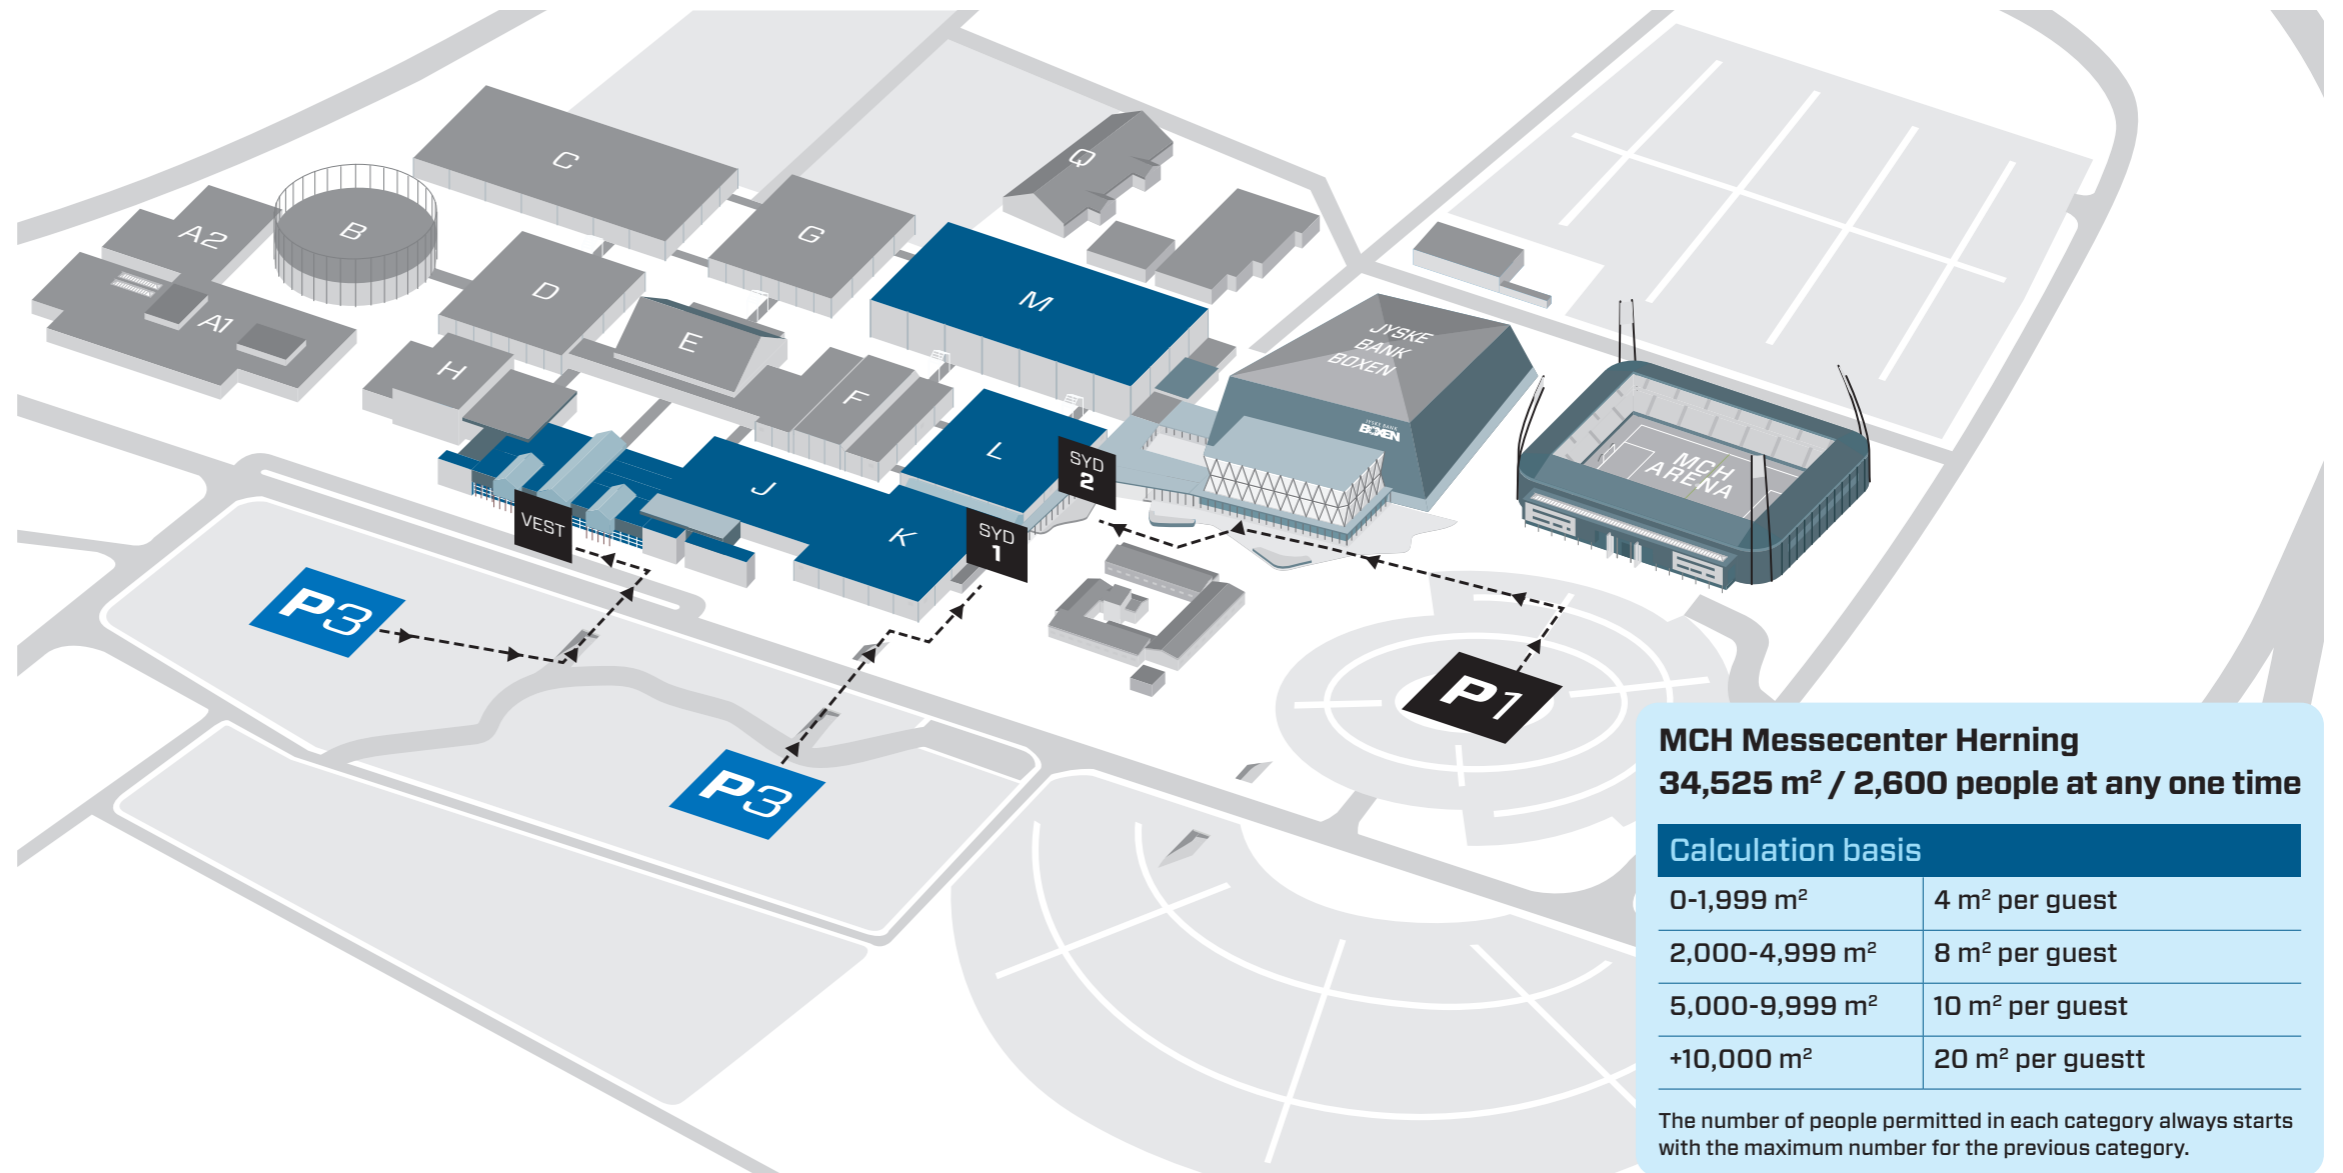 C
Q
A2
B
G
D
M
A1
E
H
F
JYSKE
BANK
BOXEN
JYSKE BANK
BOXEN
L
J
K
MCH
ARENA
SYD
2
VEST
SYD
1
P3
P3
P1
MCH Messecenter Herning
34,525 m² / 2,600 people at any one time
Calculation basis
0-1,999 m² 4 m² per guest
2,000-4,999 m² 8 m² per guest
5,000-9,999 m² 10 m² per guest
+10,000 m² 20 m² per guestt
The number of people permitted in each category always starts
with the maximum number for the previous category.